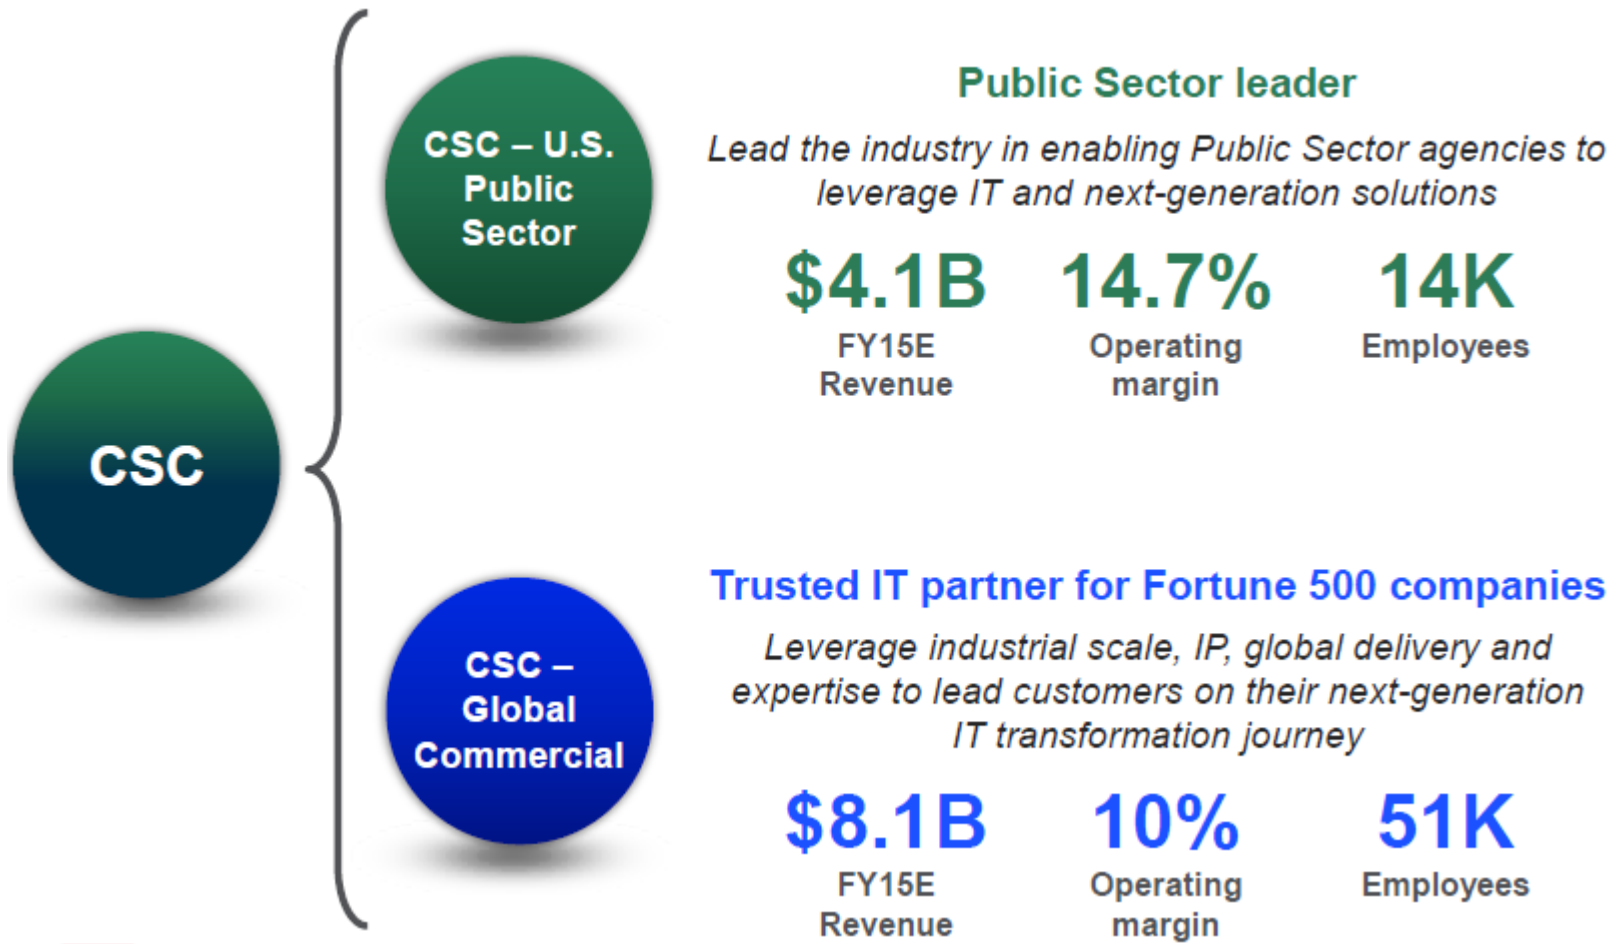 CSC
CSC – U.S.
Public
Sector
Public Sector leader
Lead the industry in enabling Public Sector agencies to
leverage IT and next-generation solutions
$4.1B 14.7% 14K
FY15E Operating Employees
Revenue margin
CSC –
Global
Commercial
Trusted IT partner for Fortune 500 companies
Leverage industrial scale, IP, global delivery and
expertise to lead customers on their next-generation
IT transformation journey
$8.1B 10% 51K
FY15E Operating Employees
Revenue margin